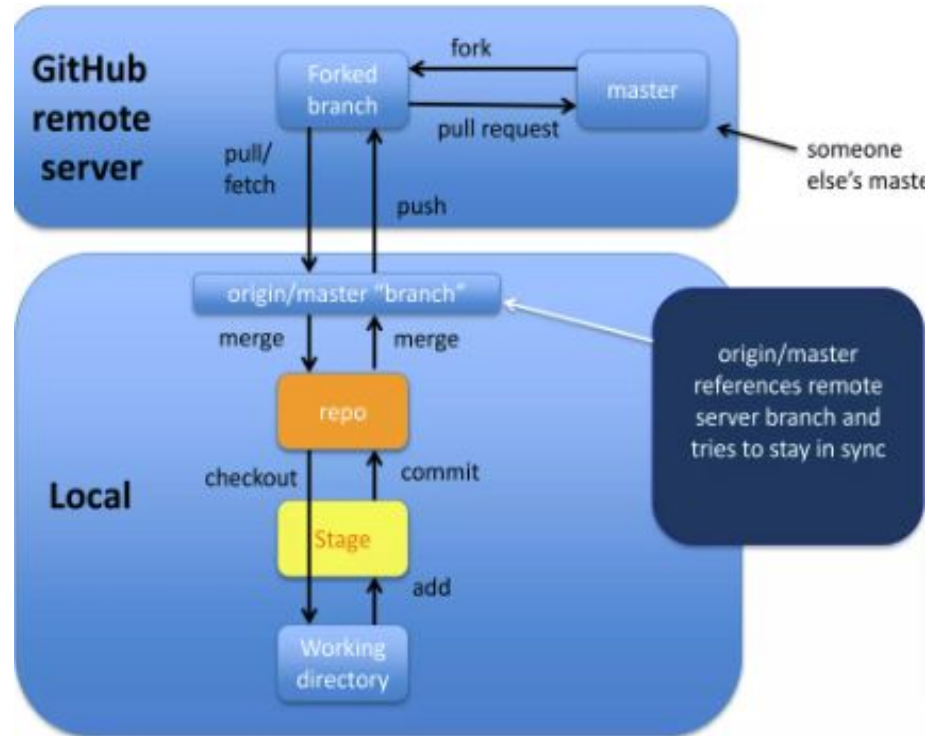 GitHub
remote
server
fork
Forked
branch
master
pull request
pull/
fetch
push
someone
else's maste
origin/master "branch"
merge
merge
origin/master
references remote
server branch and
tries to stay in sync
repo
checkout
commit
Local
Stage
add
Working
directory